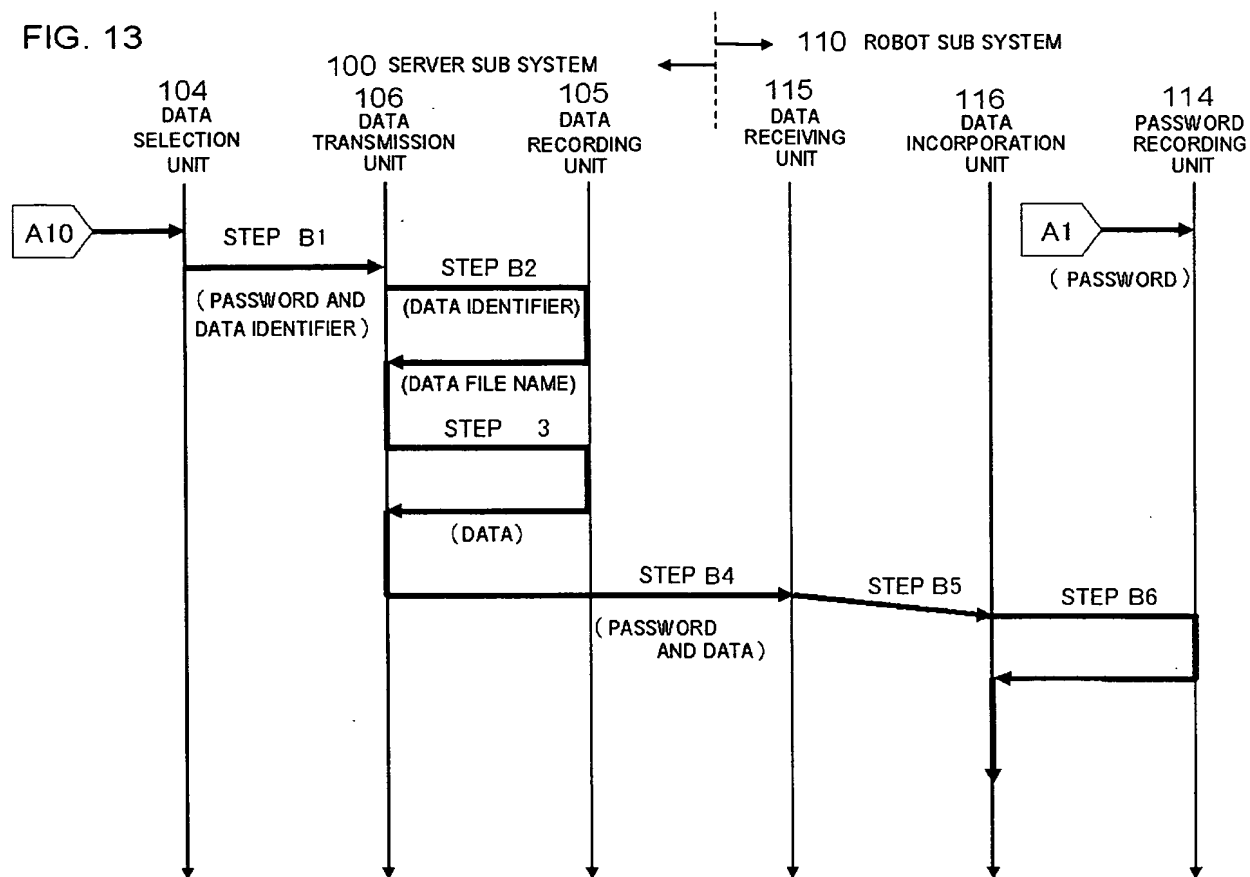 FIG. 13
110 ROBOT SUB SYSTEM
100 SERVER SUB SYSTEM
104
DATA
SELECTION
UNIT
106
DATA
TRANSMISSION
UNIT
105
DATA
RECORDING
UNIT
115
DATA
RECEIVING
UNIT
116
DATA
INCORPORATION
UNIT
114
PASSWORD
RECORDING
UNIT
A10
A1
(PASSWORD)
STEP B1
(PASSWORD AND
DATA IDENTIFIER)
STEP B2
(DATA IDENTIFIER)
(DATA FILE NAME)
STEP 3
(DATA)
STEP B4
(PASSWORD
AND DATA)
STEP B5
STEP B6